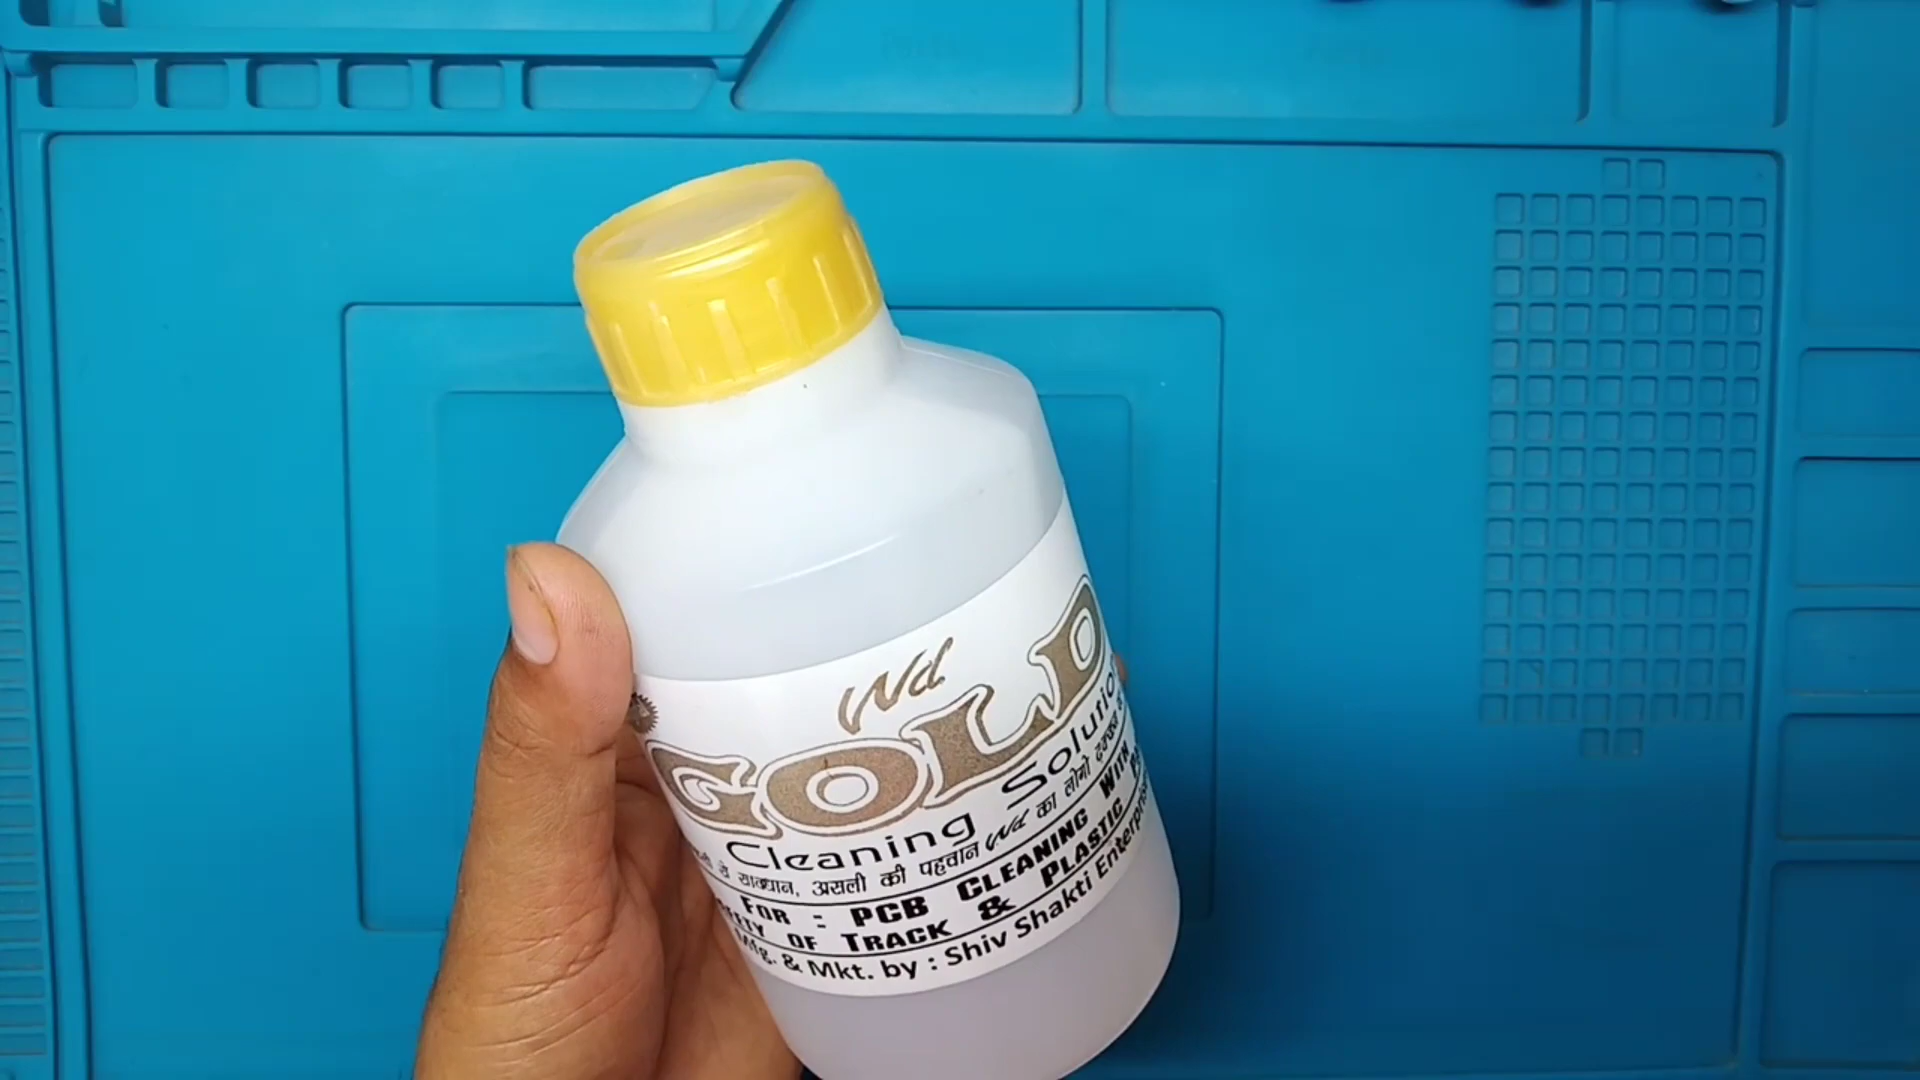 Wd
GOLD
Cleaning Solution
से सावधान, असली की पहचान Wd का लोगो
FOR : PCB CLEANING WITH
OF TRACK & PLASTIC
Mfg. & Mkt. by : Shiv Shakti